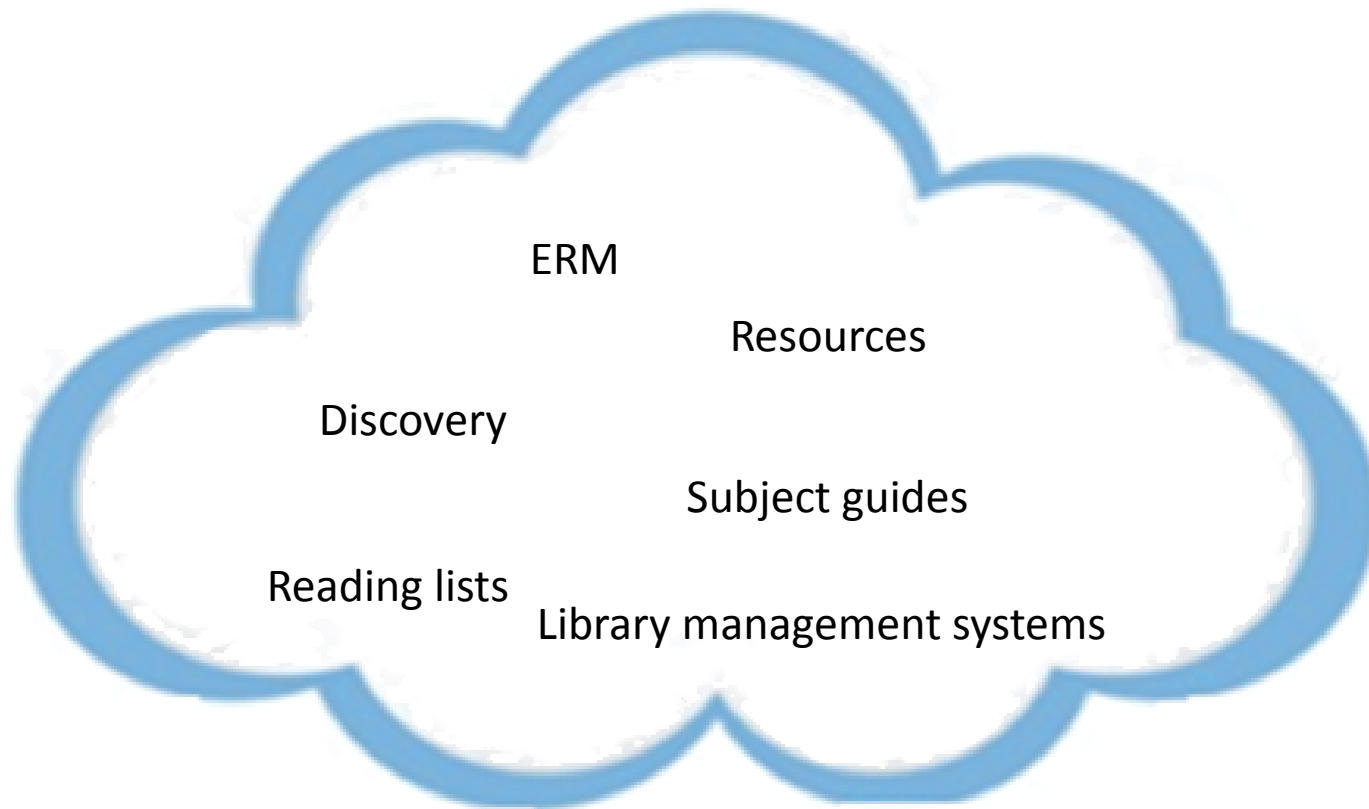 ERM
Resources
Discovery
Subject guides
Reading lists
Library management systems